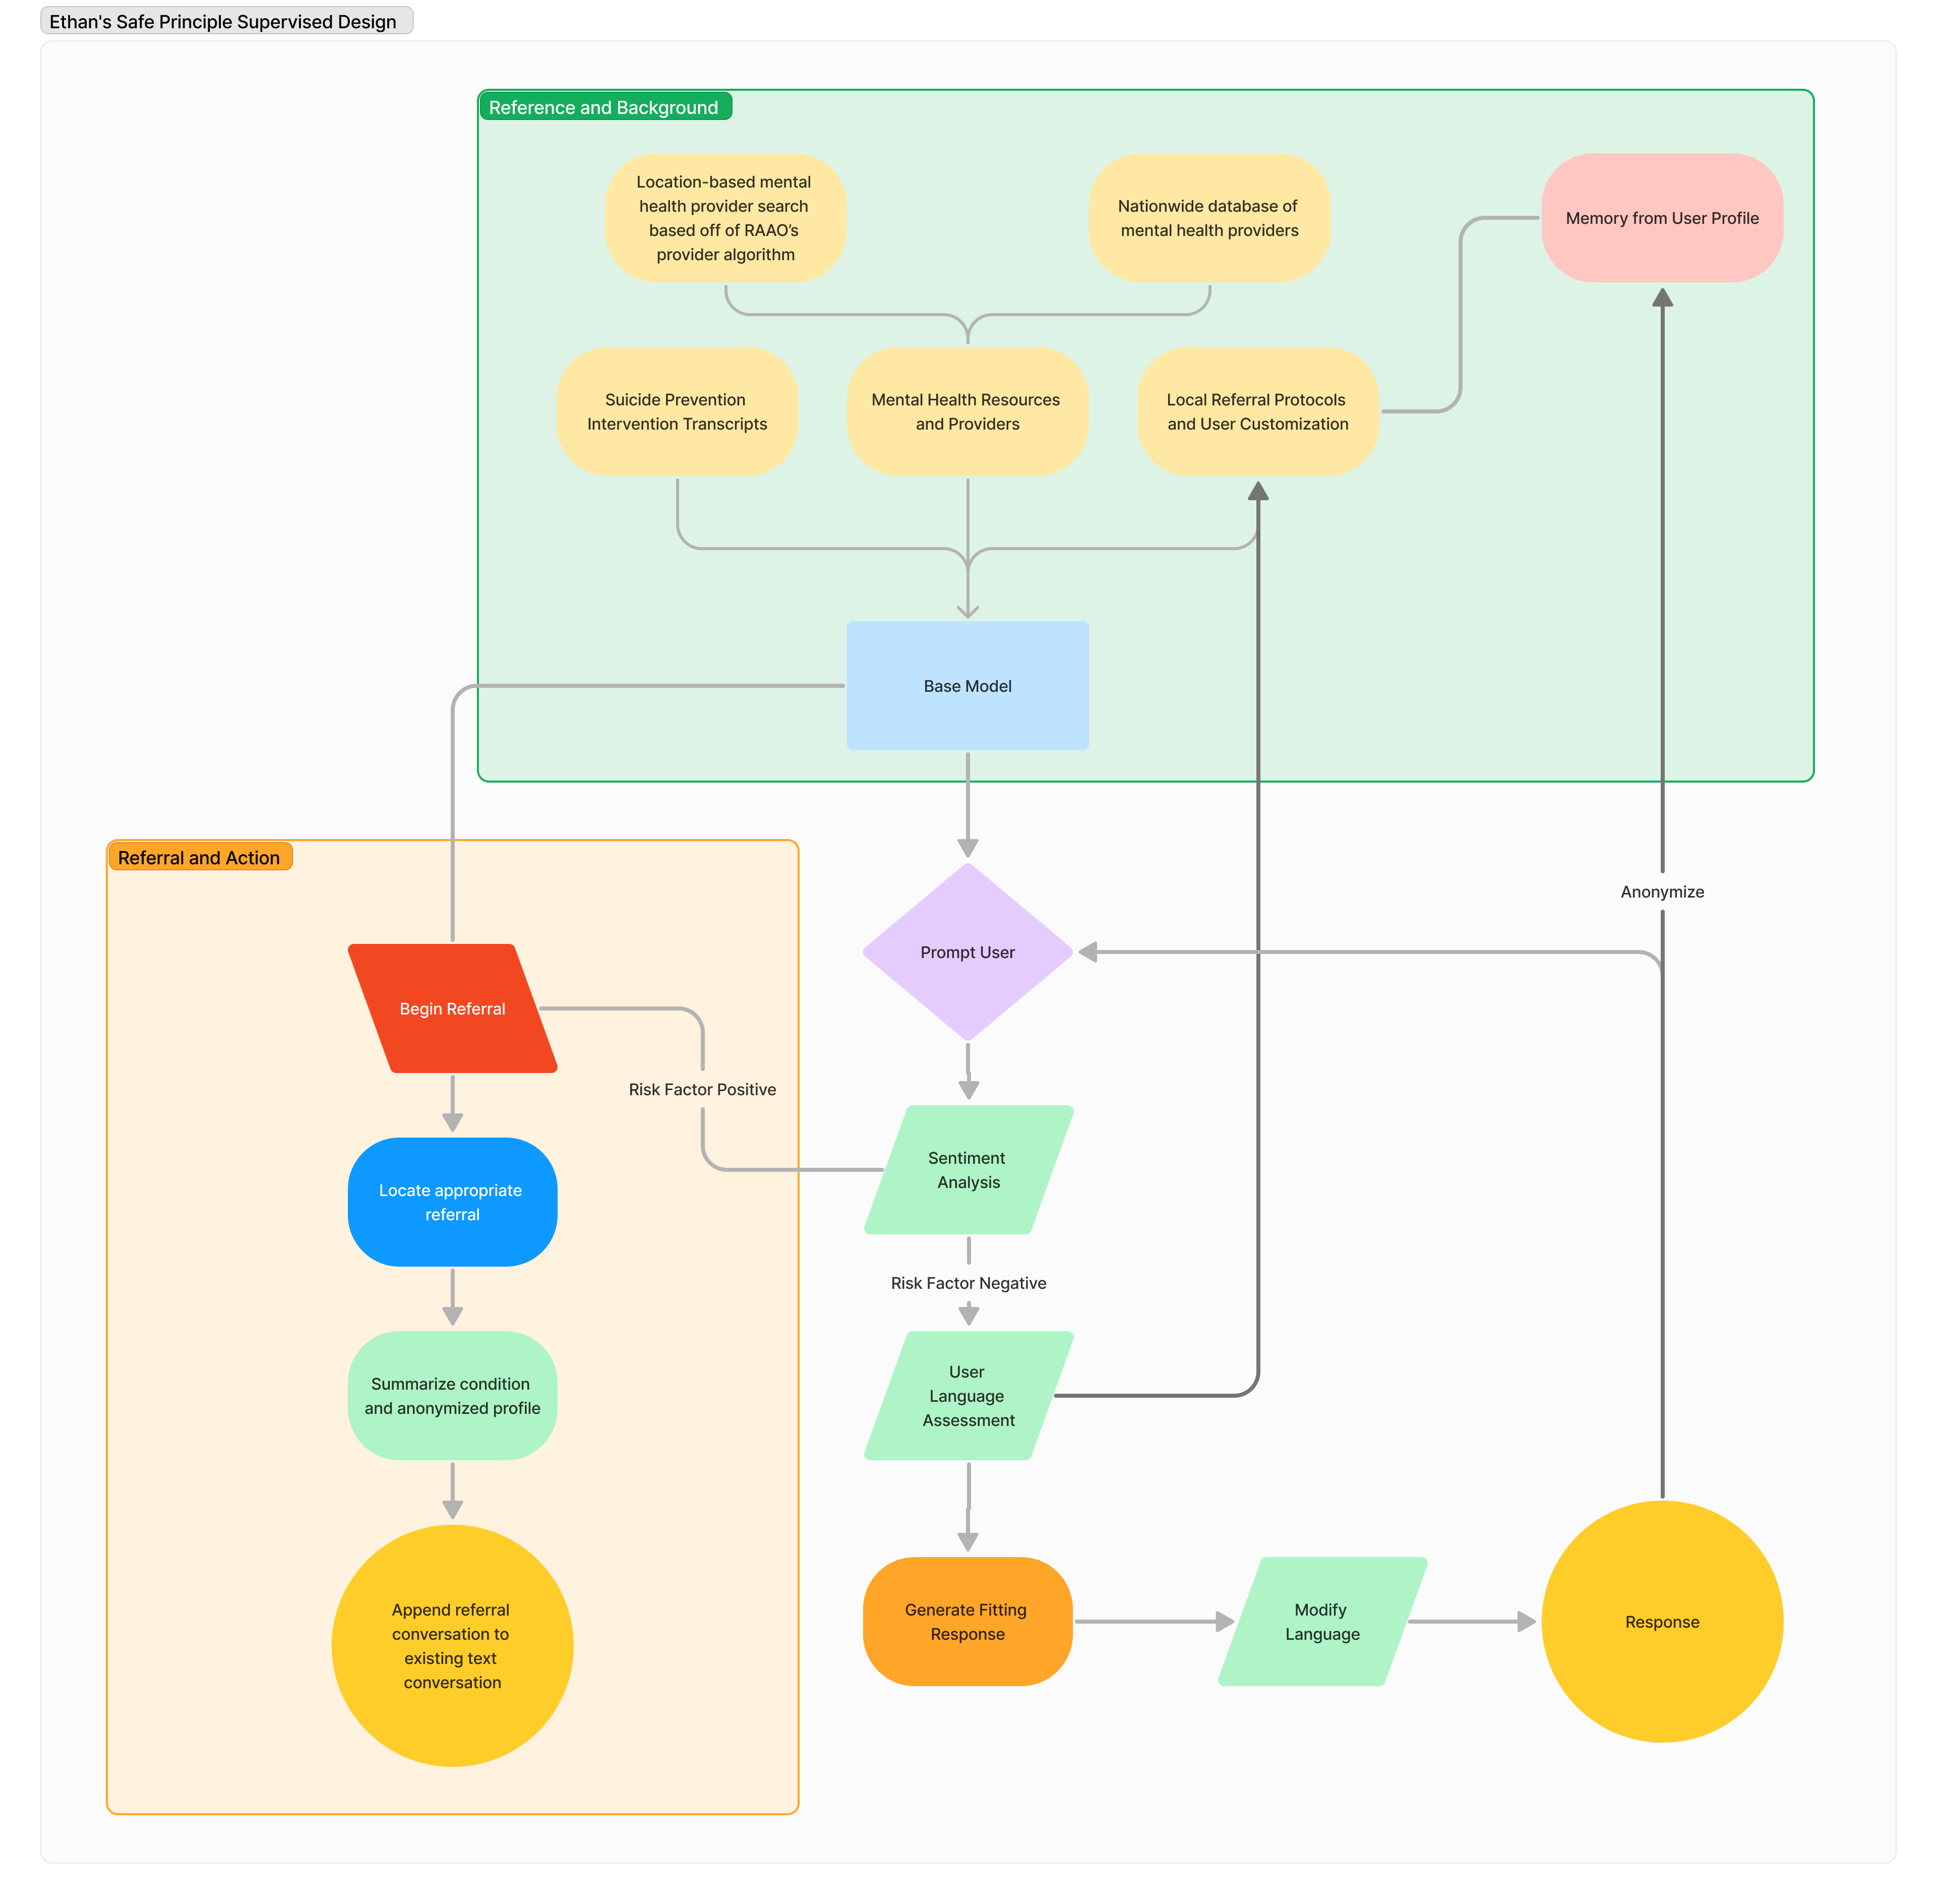 Ethan's Safe Principle Supervised Design
Reference and Background
Location-based mental
health provider search
based off of RAAO’s
provider algorithm
Nationwide database of
mental health providers
Memory from User Profile
Suicide Prevention
Intervention Transcripts
Mental Health Resources
and Providers
Local Referral Protocols
and User Customization
Base Model
Referral and Action
Anonymize
Prompt User
Begin Referral
Risk Factor Positive
Sentiment
Analysis
Locate appropriate
referral
Risk Factor Negative
User
Language
Assessment
Summarize condition
and anonymized profile
Append referral
conversation to
existing text
conversation
Generate Fitting
Response
Modify
Language
Response